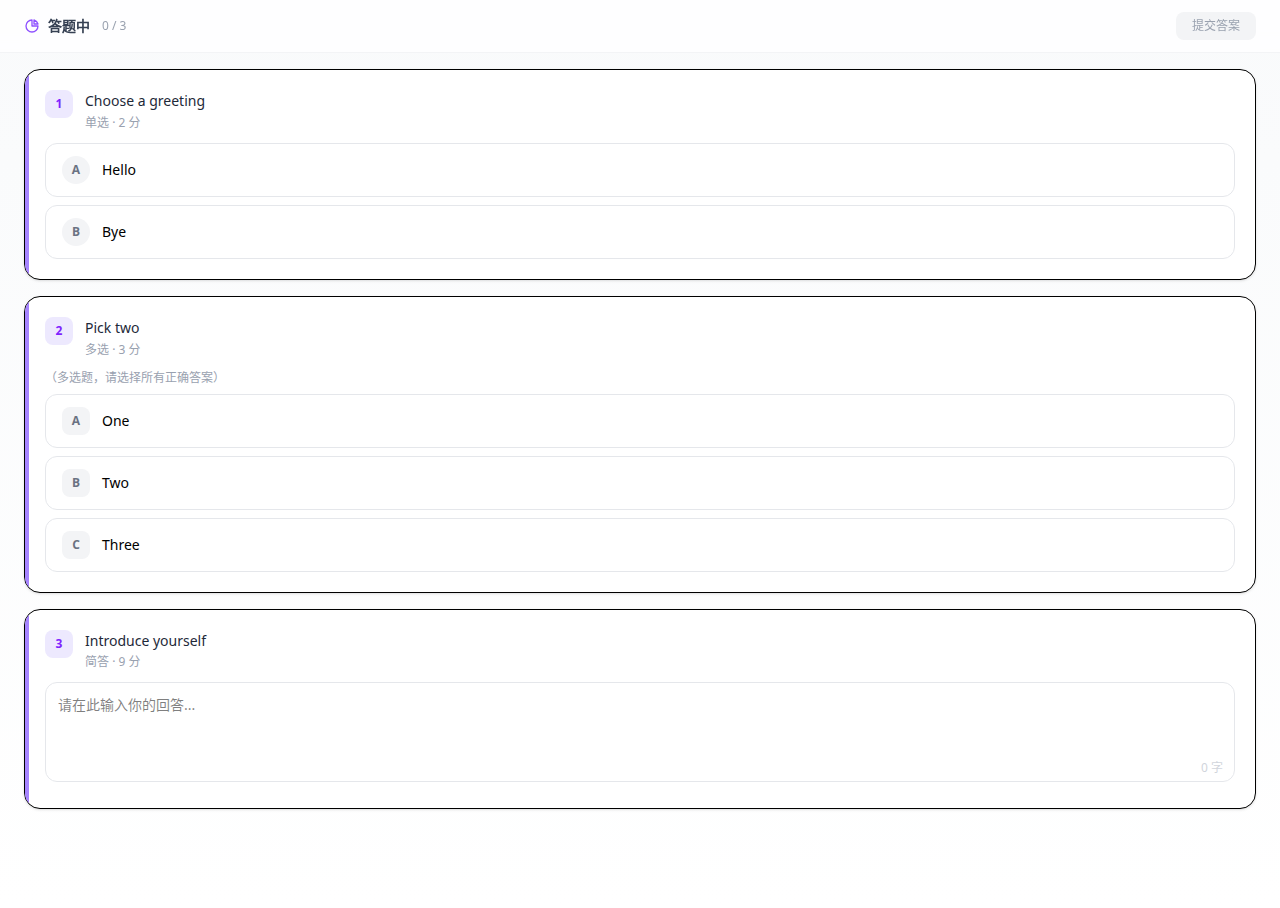 答题中 0 / 3 提交答案
1 Choose a greeting
单选 · 2 分
A Hello
B Bye
2 Pick two
多选 · 3 分
（多选题，请选择所有正确答案）
A One
B Two
C Three
3 Introduce yourself
简答 · 9 分
请在此输入你的回答...
0 字